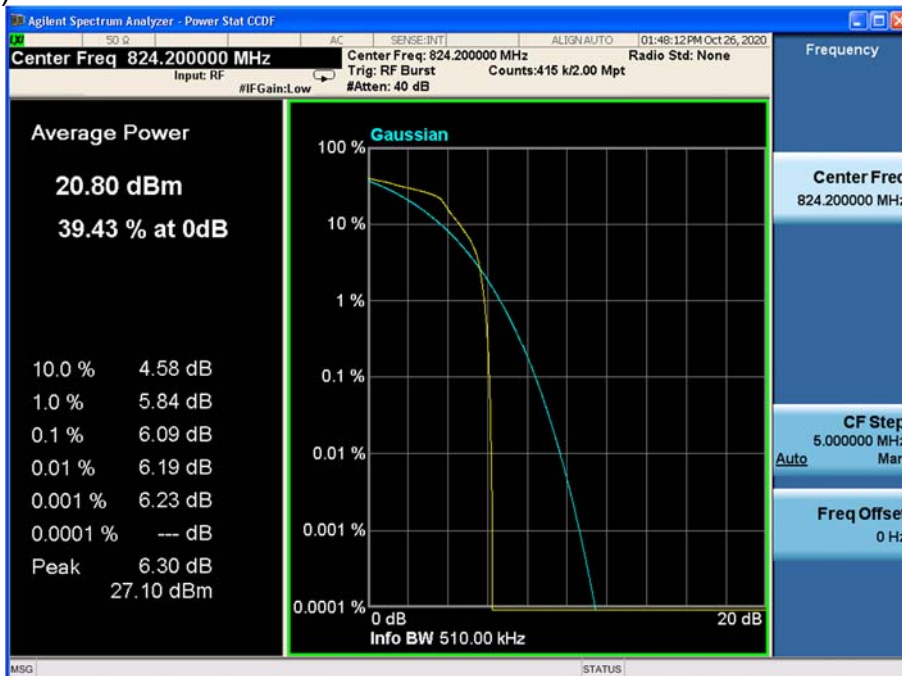 )
Agilent Spectrum Analyzer - Power Stat CCDF
LXI 50 Ω AC SENSE:INT ALIGN AUTO 01:48:12 PM Oct 26, 2020
Center Freq 824.200000 MHz
Input: RF
#IFGain:Low
Center Freq: 824.200000 MHz
Radio Std: None
Trig: RF Burst
Counts:415 k/2.00 Mpt
#Atten: 40 dB
Average Power
20.80 dBm
39.43 % at 0dB
10.0 % 4.58 dB
1.0 % 5.84 dB
0.1 % 6.09 dB
0.01 % 6.19 dB
0.001 % 6.23 dB
0.0001 % --- dB
Peak 6.30 dB
27.10 dBm
Gaussian
100 %
10 %
1 %
0.1 %
0.01 %
0.001 %
0.0001 %
0 dB 20 dB
Info BW 510.00 kHz
Frequency
Center Freq
824.200000 MHz
CF Step
5.000000 MHz
Auto Man
Freq Offset
0 Hz
MSG STATUS